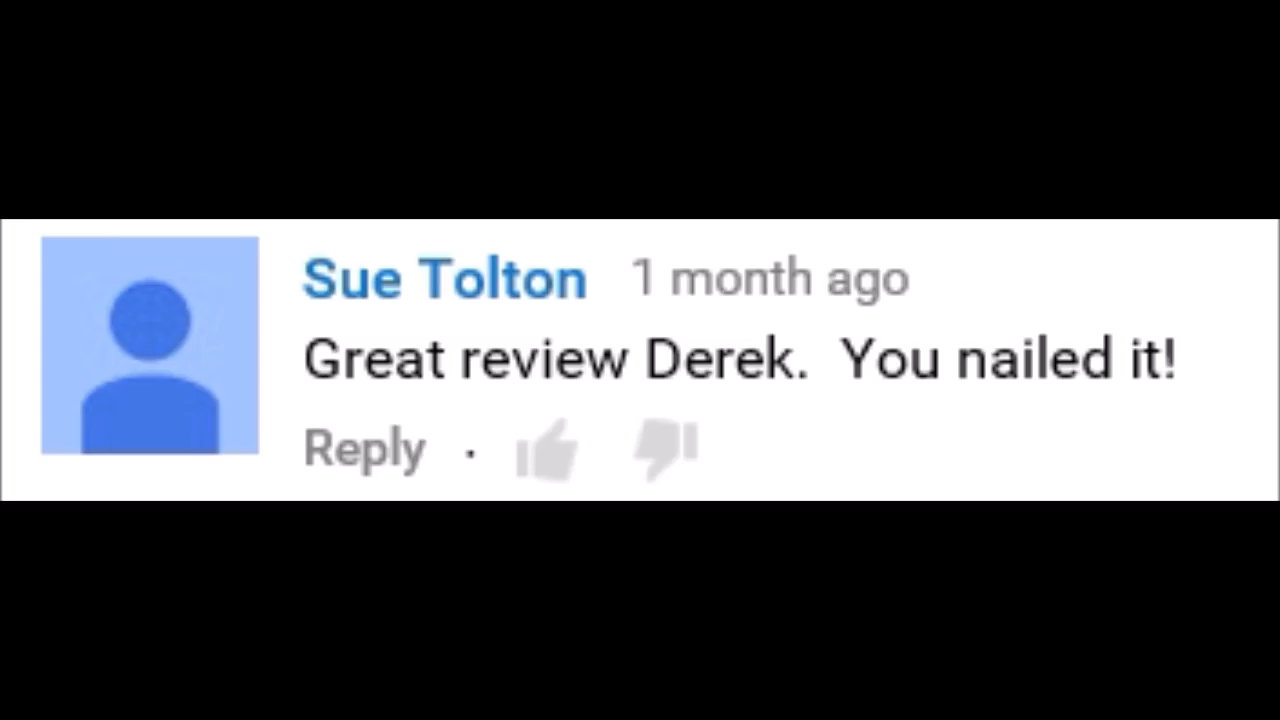 Sue Tolton 1 month ago
Great review Derek.  You nailed it!
Reply ·